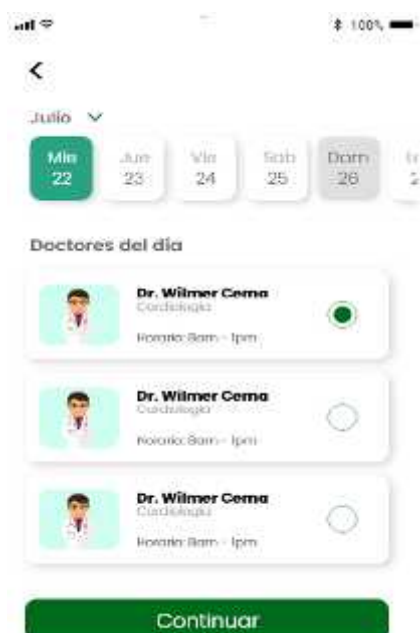 100%
Julio
Mie Jue Vie Sab Dom
22 23 24 25 26
Doctores del día
Dr. Wilmer Cerna
Cardiología
Horario: 8am - 1pm
Dr. Wilmer Cerna
Cardiología
Horario: 8am - 1pm
Dr. Wilmer Cerna
Cardiología
Horario: 8am - 1pm
Continuar